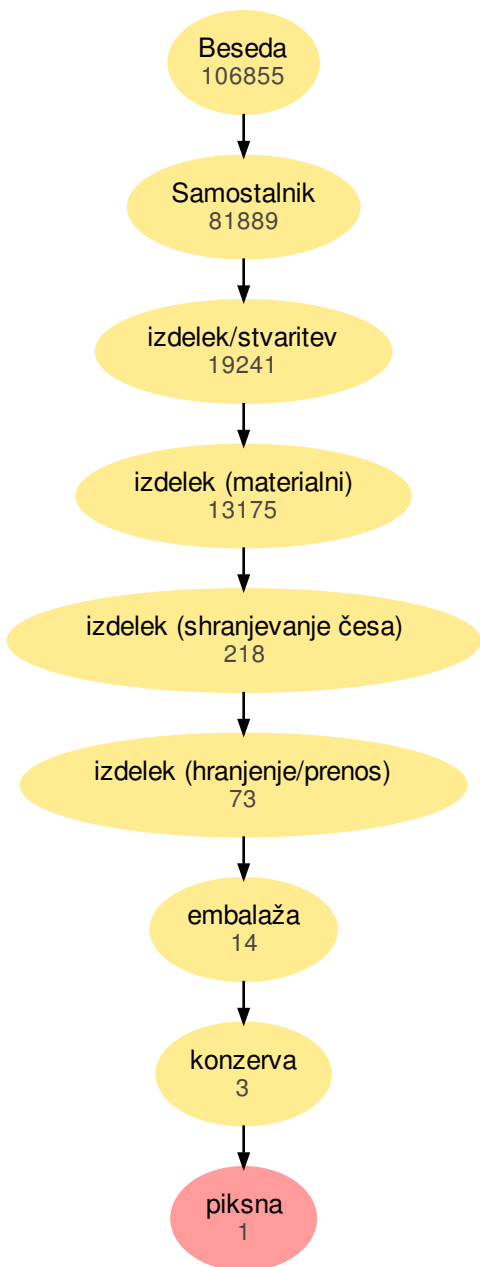 Beseda
106855
Samostalnik
81889
izdelek/stvaritev
19241
izdelek (materialni)
13175
izdelek (shranjevanje česa)
218
izdelek (hranjenje/prenos)
73
embalaža
14
konzerva
3
piksna
1